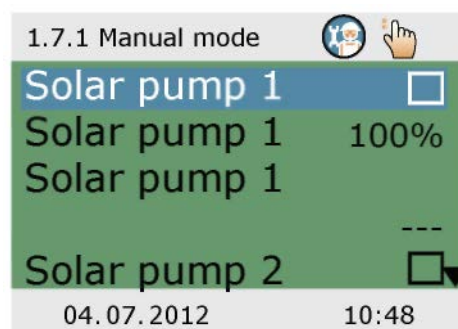 1.7.1 Manual mode
Solar pump 1
Solar pump 1 100%
Solar pump 1
---
Solar pump 2
04.07.2012 10:48